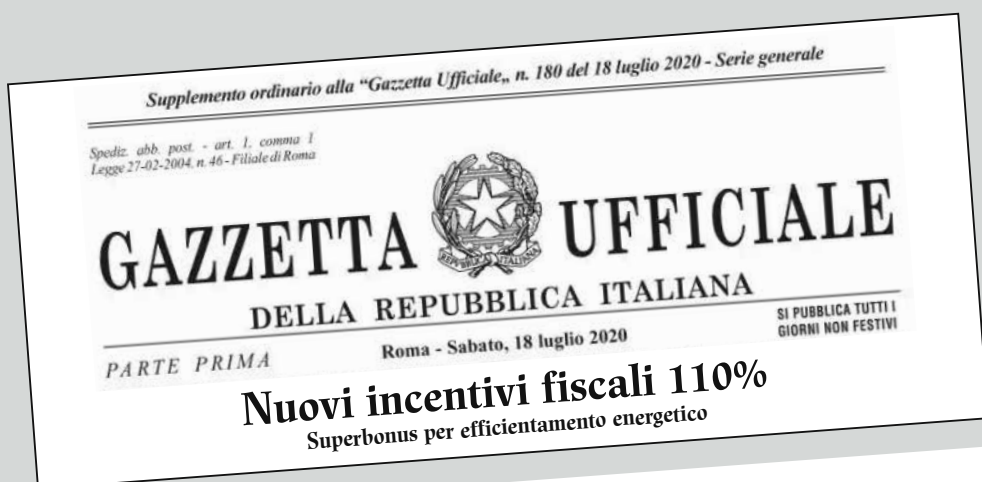 Supplemento ordinario alla “Gazzetta Ufficiale„ n. 180 del 18 luglio 2020 - Serie generale
Spediz. abb. post. - art. 1, comma 1
Legge 27-02-2004, n. 46 - Filiale di Roma
GAZZETTA UFFICIALE
REPUBBLICA ITALIANA
DELLA REPUBBLICA ITALIANA
PARTE PRIMA
Roma - Sabato, 18 luglio 2020
SI PUBBLICA TUTTI I
GIORNI NON FESTIVI
Nuovi incentivi fiscali 110%
Superbonus per efficientamento energetico